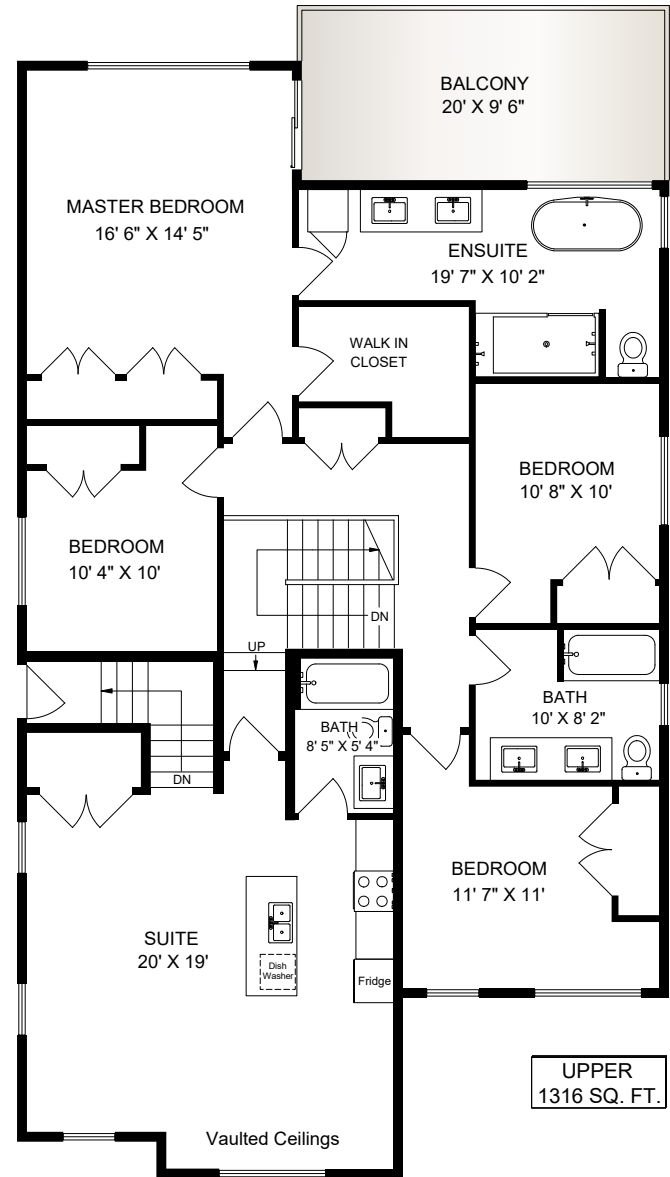 BALCONY
20' X 9' 6"
MASTER BEDROOM
16' 6" X 14' 5"
ENSUITE
19' 7" X 10' 2"
WALK IN
CLOSET
BEDROOM
10' 8" X 10'
BEDROOM
10' 4" X 10'
DN
UP
BATH
8' 5" X 5' 4"
BATH
10' X 8' 2"
DN
BEDROOM
11' 7" X 11'
SUITE
20' X 19'
Dish
Washer
Fridge
UPPER
1316 SQ. FT.
Vaulted Ceilings